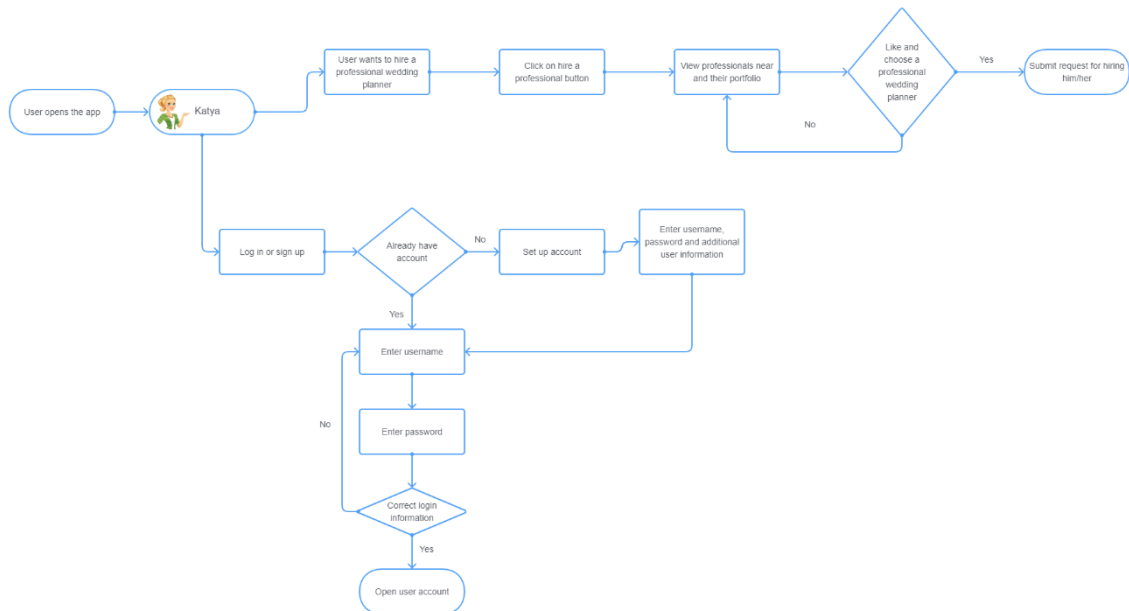 User opens the app
Katya
User wants to hire a
professional wedding
planner
Click on hire a
professional button
View professionals near
and their portfolio
Like and
choose a
professional
wedding
planner
Yes
Submit request for hiring
him/her
No
Log in or sign up
Already have
account
No
Set up account
Enter username,
password and additional
user information
Yes
Enter username
No
Enter password
Correct login
information
Yes
Open user account